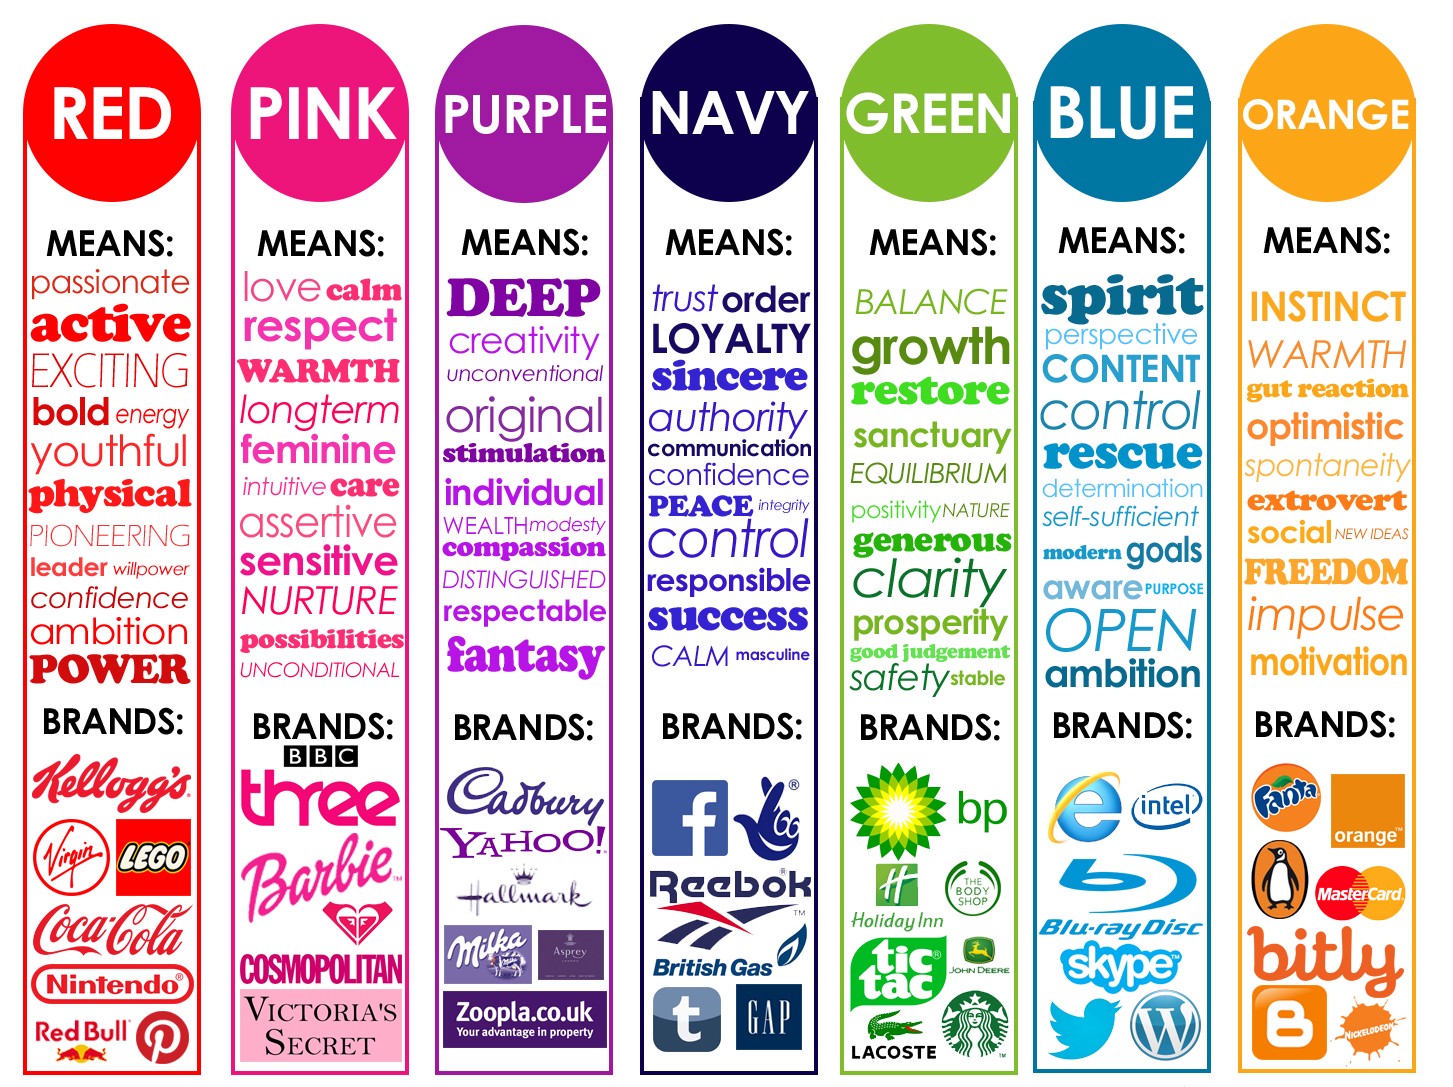 RED
MEANS:
passionate
active
EXCITING
bold energy
youthful
physical
PIONEERING
leader willpower
confidence
ambition
POWER
BRANDS:
Kellogg's
Virgin LEGO
Coca-Cola
Nintendo®
Red Bull®
PINK
MEANS:
love calm
respect
WARMTH
longterm
feminine
intuitive care
assertive
sensitive
NURTURE
possibilities
UNCONDITIONAL
BRANDS:
BBC
three
Barbie™
COSMOPOLITAN
VICTORIA'S
SECRET
PURPLE
MEANS:
DEEP
creativity
unconventional
original
stimulation
individual
WEALTH modesty
compassion
DISTINGUISHED
respectable
fantasy
BRANDS:
Cadbury
YAHOO!
Hallmark
Milka Asprey
Zoopla.co.uk
Your advantage in property
NAVY
MEANS:
trust order
LOYALTY
sincere
authority
communication
confidence
PEACE integrity
control
responsible
success
CALM masculine
BRANDS:
f ®
Reebok
™
British Gas
t GAP
GREEN
MEANS:
BALANCE
growth
restore
sanctuary
EQUILIBRIUM
positivity NATURE
generous
clarity
prosperity
good judgement
safety stable
BRANDS:
bp
H THE
BODY
SHOP
Holiday Inn
tic®
tac
JOHN DEERE
LACOSTE
BLUE
MEANS:
spirit
perspective
CONTENT
control
rescue
determination
self-sufficient
modern goals
aware PURPOSE
OPEN
ambition
BRANDS:
e intel
Blu-ray Disc
skype™
W
ORANGE
MEANS:
INSTINCT
WARMTH
gut reaction
optimistic
spontaneity
extrovert
social NEW IDEAS
FREEDOM
impulse
motivation
BRANDS:
Fanta
orange™
MasterCard
bitly
B NICKELODEON